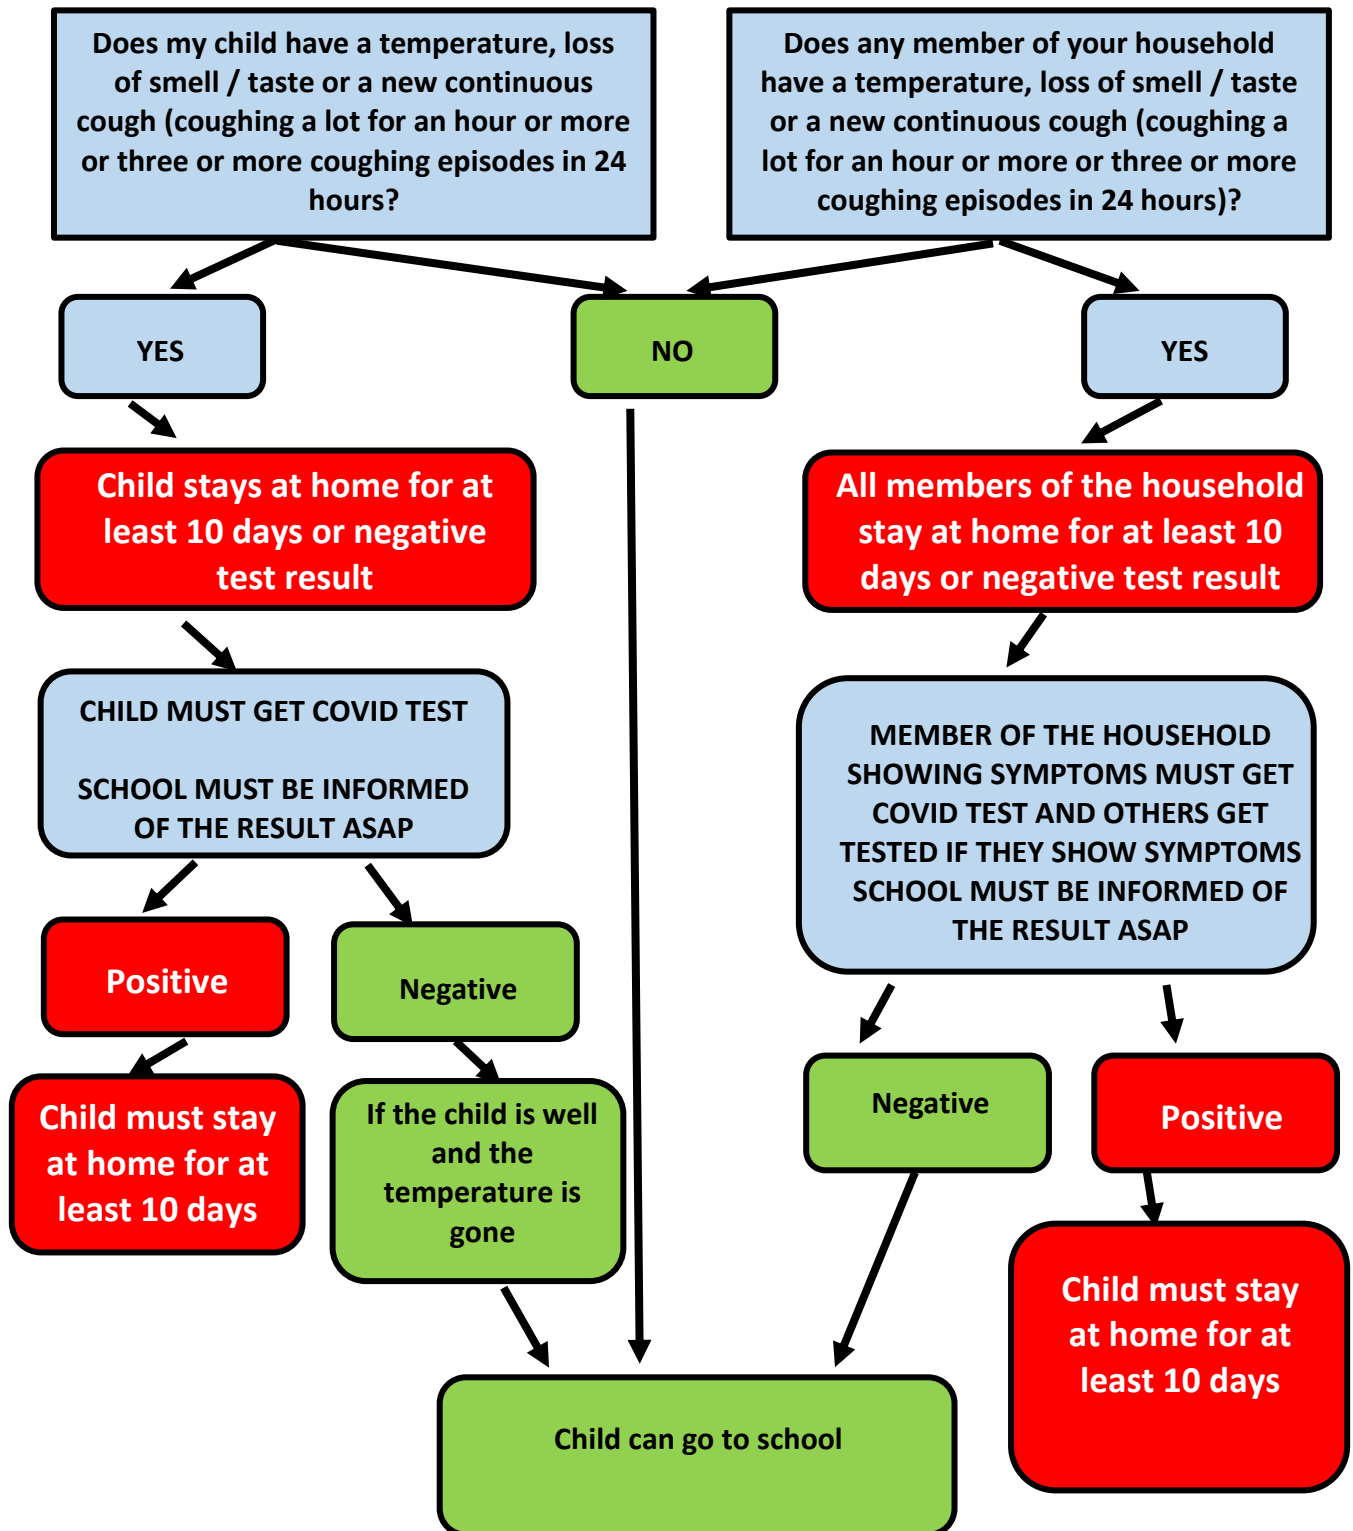 Does my child have a temperature, loss
of smell / taste or a new continuous
cough (coughing a lot for an hour or more
or three or more coughing episodes in 24
hours?
Does any member of your household
have a temperature, loss of smell / taste
or a new continuous cough (coughing a
lot for an hour or more or three or more
coughing episodes in 24 hours)?
YES
NO
YES
Child stays at home for at
least 10 days or negative
test result
All members of the household
stay at home for at least 10
days or negative test result
CHILD MUST GET COVID TEST
SCHOOL MUST BE INFORMED
OF THE RESULT ASAP
MEMBER OF THE HOUSEHOLD
SHOWING SYMPTOMS MUST GET
COVID TEST AND OTHERS GET
TESTED IF THEY SHOW SYMPTOMS
SCHOOL MUST BE INFORMED OF
THE RESULT ASAP
Positive
Negative
Negative
Positive
Child must stay
at home for at
least 10 days
If the child is well
and the
temperature is
gone
Child must stay
at home for at
least 10 days
Child can go to school